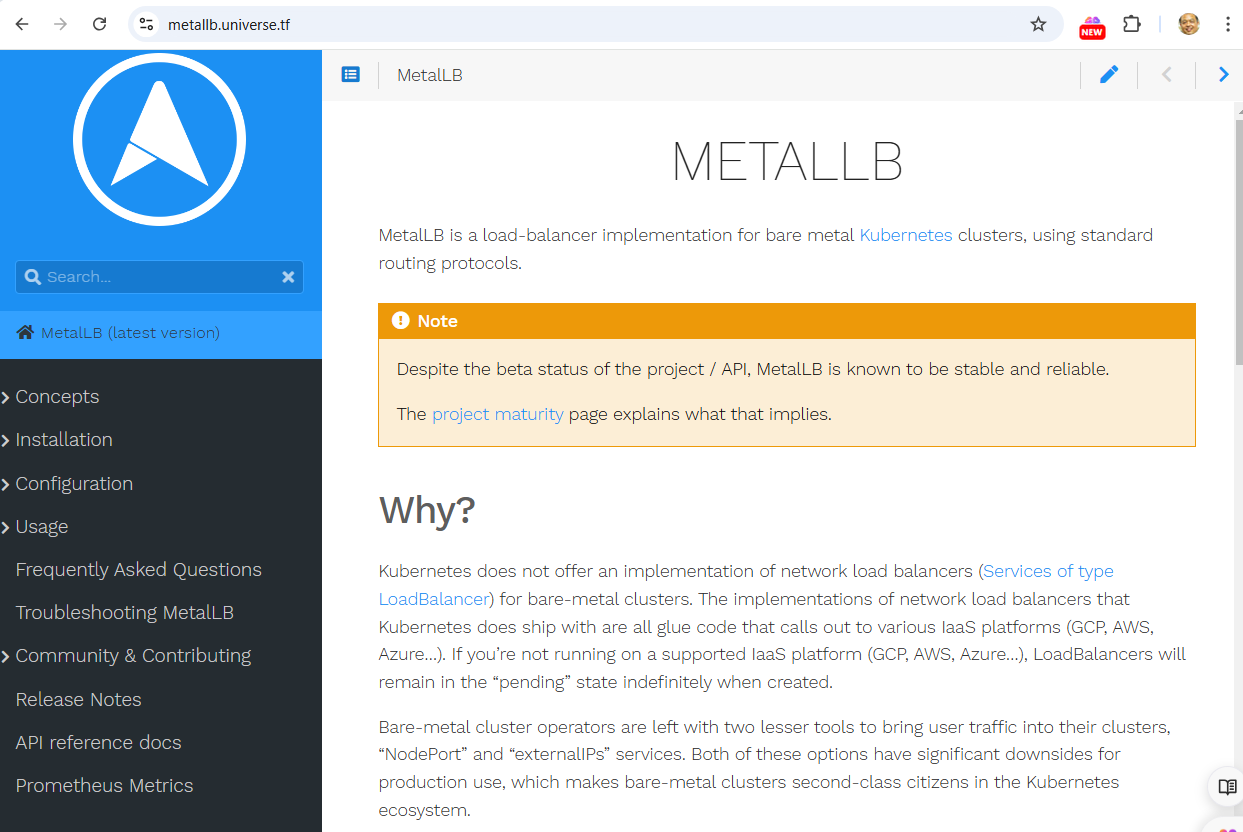 metallb.universe.tf
NEW
Search...
MetalLB (latest version)
Concepts
Installation
Configuration
Usage
Frequently Asked Questions
Troubleshooting MetalLB
Community & Contributing
Release Notes
API reference docs
Prometheus Metrics
MetalLB
METALLB
MetalLB is a load-balancer implementation for bare metal Kubernetes clusters, using standard
routing protocols.
Note
Despite the beta status of the project / API, MetalLB is known to be stable and reliable.
The project maturity page explains what that implies.
Why?
Kubernetes does not offer an implementation of network load balancers (Services of type
LoadBalancer) for bare-metal clusters. The implementations of network load balancers that
Kubernetes does ship with are all glue code that calls out to various IaaS platforms (GCP, AWS,
Azure…). If you’re not running on a supported IaaS platform (GCP, AWS, Azure…), LoadBalancers will
remain in the “pending” state indefinitely when created.
Bare-metal cluster operators are left with two lesser tools to bring user traffic into their clusters,
“NodePort” and “externalIPs” services. Both of these options have significant downsides for
production use, which makes bare-metal clusters second-class citizens in the Kubernetes
ecosystem.